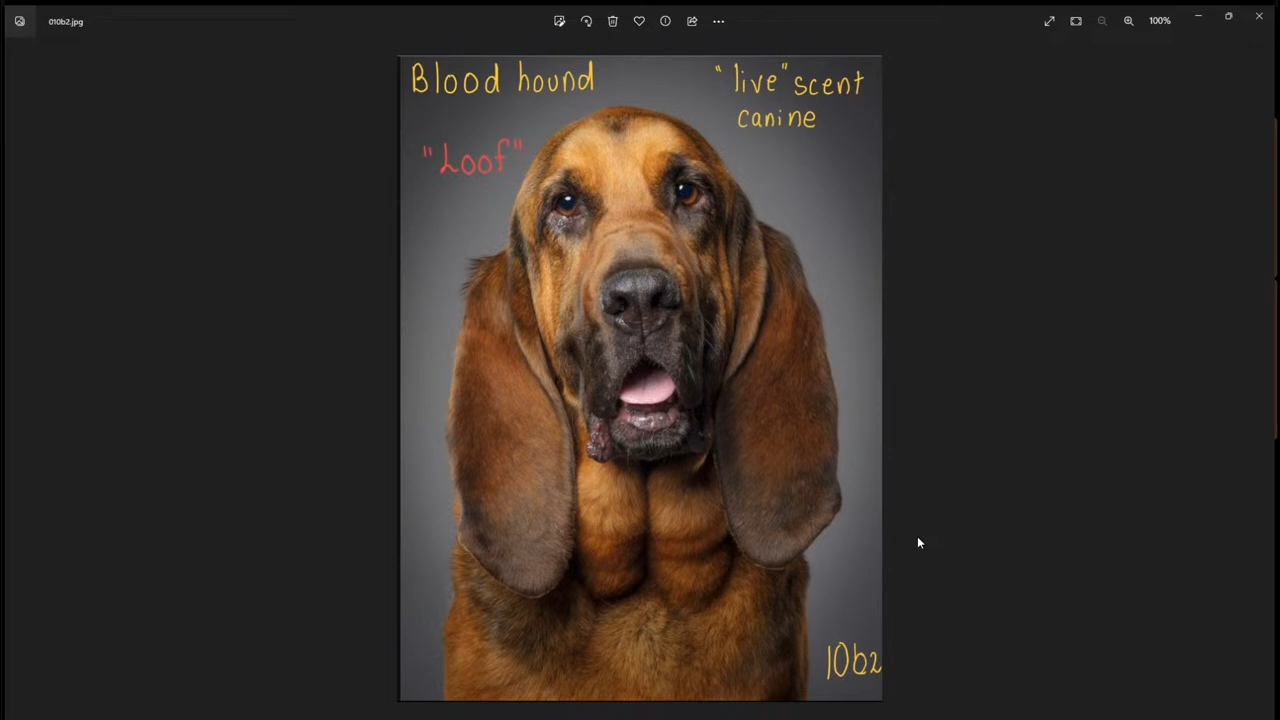 010b2.jpg
100%
Blood hound
"live" scent
canine
"Loof"
10b2